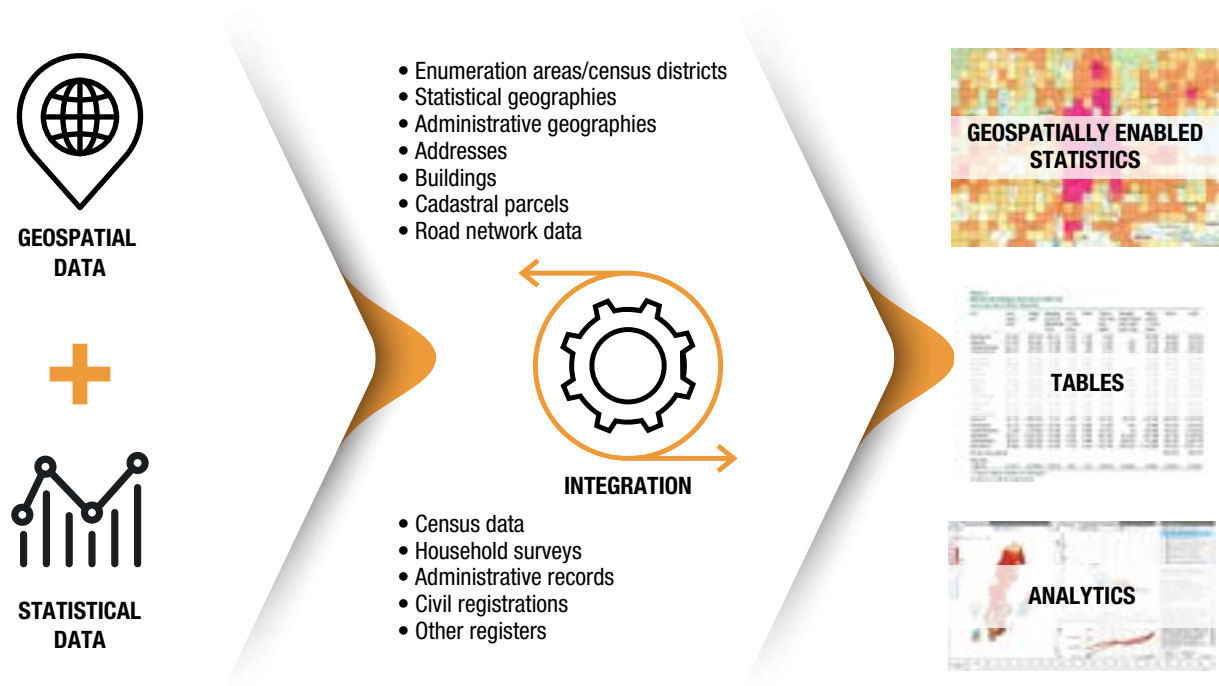 GEOSPATIAL
DATA
STATISTICAL
DATA
• Enumeration areas/census districts
• Statistical geographies
• Administrative geographies
• Addresses
• Buildings
• Cadastral parcels
• Road network data
INTEGRATION
• Census data
• Household surveys
• Administrative records
• Civil registrations
• Other registers
GEOSPATIALLY ENABLED
STATISTICS
TABLES
ANALYTICS